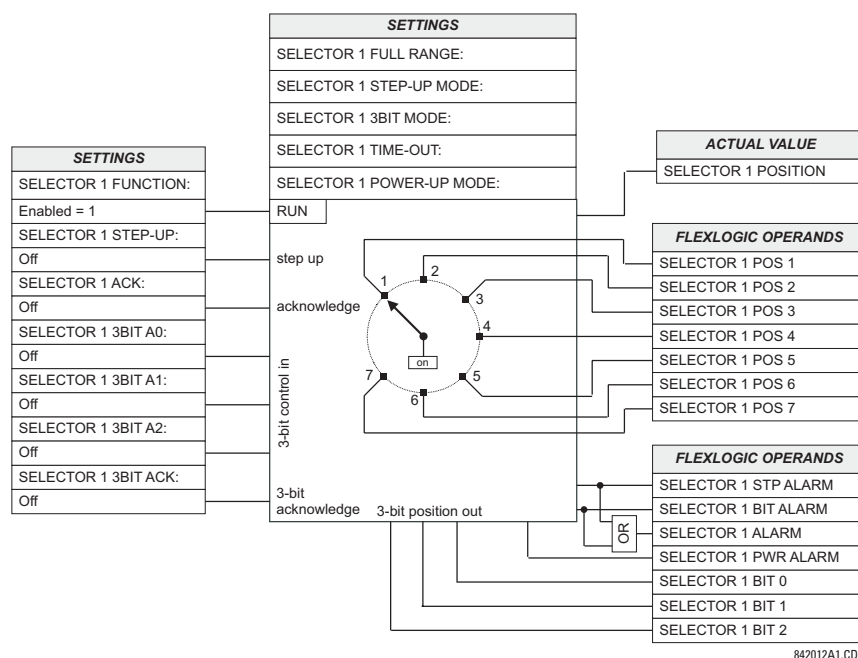 SETTINGS
SELECTOR 1 FULL RANGE:
SELECTOR 1 STEP-UP MODE:
SELECTOR 1 3BIT MODE:
SELECTOR 1 TIME-OUT:
SELECTOR 1 POWER-UP MODE:
SETTINGS
SELECTOR 1 FUNCTION:
Enabled = 1
SELECTOR 1 STEP-UP:
Off
SELECTOR 1 ACK:
Off
SELECTOR 1 3BIT A0:
Off
SELECTOR 1 3BIT A1:
Off
SELECTOR 1 3BIT A2:
Off
SELECTOR 1 3BIT ACK:
Off
RUN
step up
acknowledge
3-bit control in
3-bit
acknowledge
3-bit position out
1
2
3
4
5
6
7
on
ACTUAL VALUE
SELECTOR 1 POSITION
FLEXLOGIC OPERANDS
SELECTOR 1 POS 1
SELECTOR 1 POS 2
SELECTOR 1 POS 3
SELECTOR 1 POS 4
SELECTOR 1 POS 5
SELECTOR 1 POS 6
SELECTOR 1 POS 7
FLEXLOGIC OPERANDS
SELECTOR 1 STP ALARM
SELECTOR 1 BIT ALARM
OR
SELECTOR 1 ALARM
SELECTOR 1 PWR ALARM
SELECTOR 1 BIT 0
SELECTOR 1 BIT 1
SELECTOR 1 BIT 2
842012A1.CD